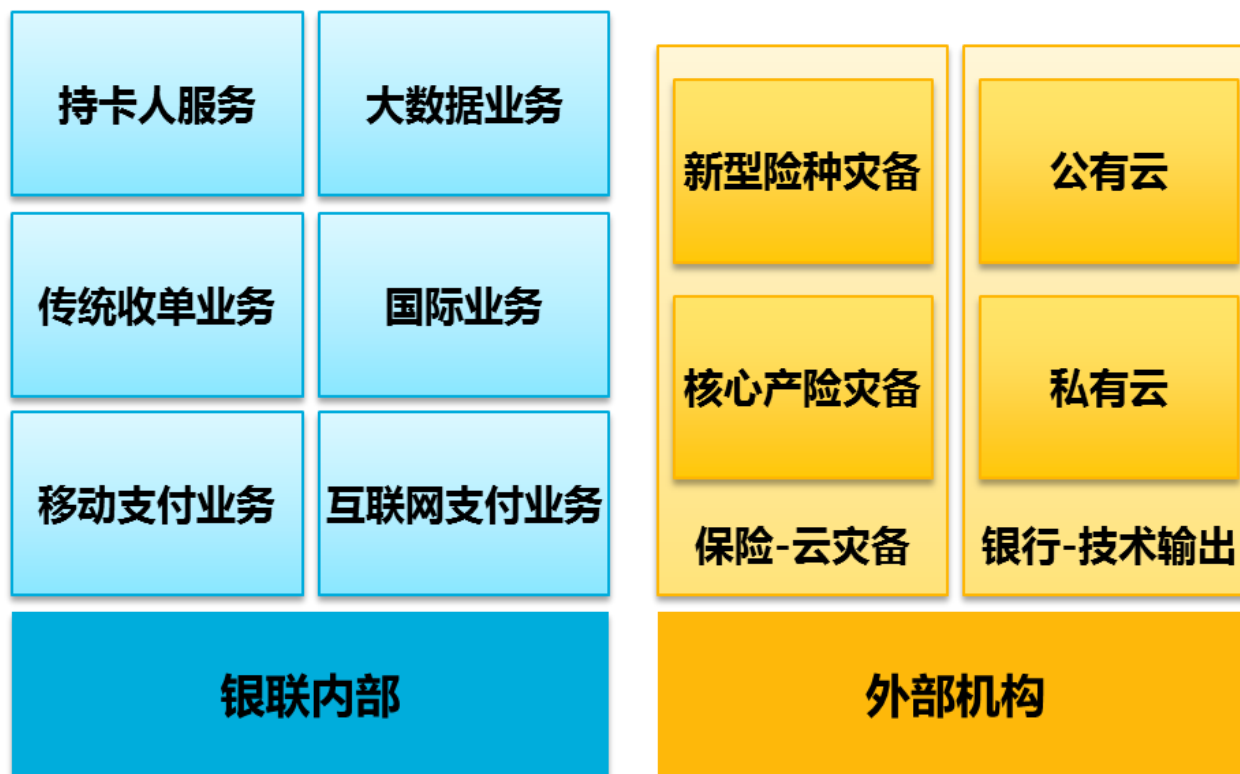 持卡人服务
大数据业务
传统收单业务
国际业务
移动支付业务
互联网支付业务
银联内部
新型险种灾备
公有云
核心产险灾备
私有云
保险-云灾备
银行-技术输出
外部机构